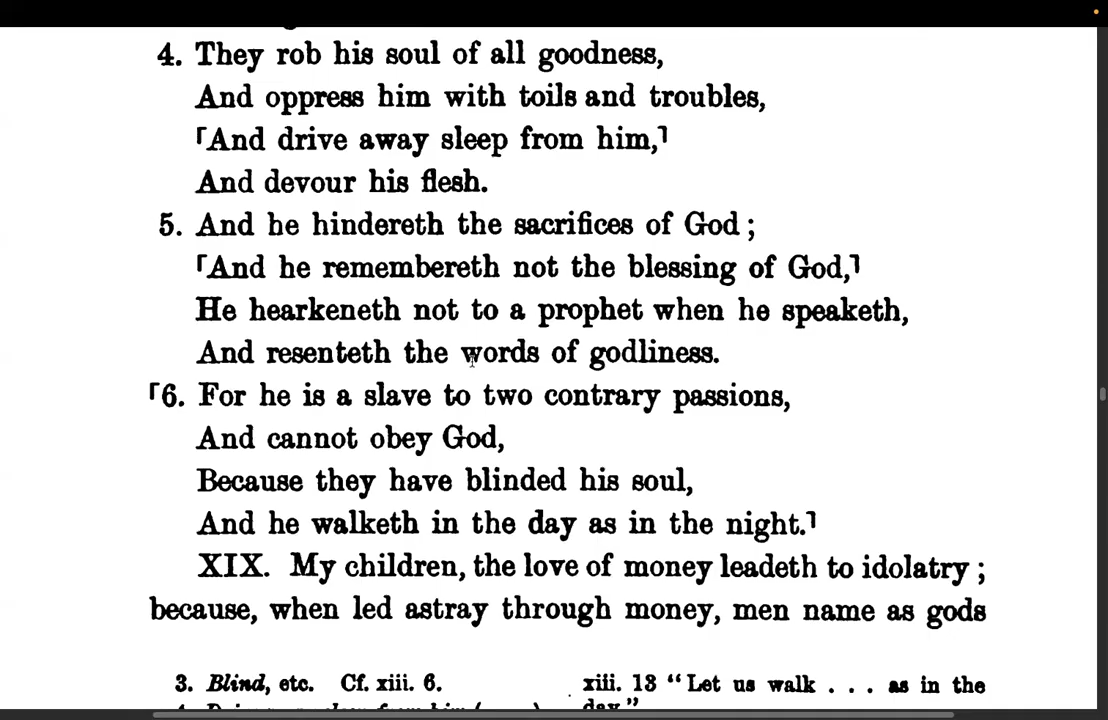 4. They rob his soul of all goodness,
And oppress him with toils and troubles,
⌜And drive away sleep from him,⌝
And devour his flesh.
5. And he hindereth the sacrifices of God;
⌜And he remembereth not the blessing of God,⌝
He hearkeneth not to a prophet when he speaketh,
And resenteth the words of godliness.
⌜6. For he is a slave to two contrary passions,
And cannot obey God,
Because they have blinded his soul,
And he walketh in the day as in the night.⌝
XIX. My children, the love of money leadeth to idolatry;
because, when led astray through money, men name as gods
3. Blind, etc. Cf. xiii. 6.
xiii. 13 “Let us walk . . . as in the
day.”